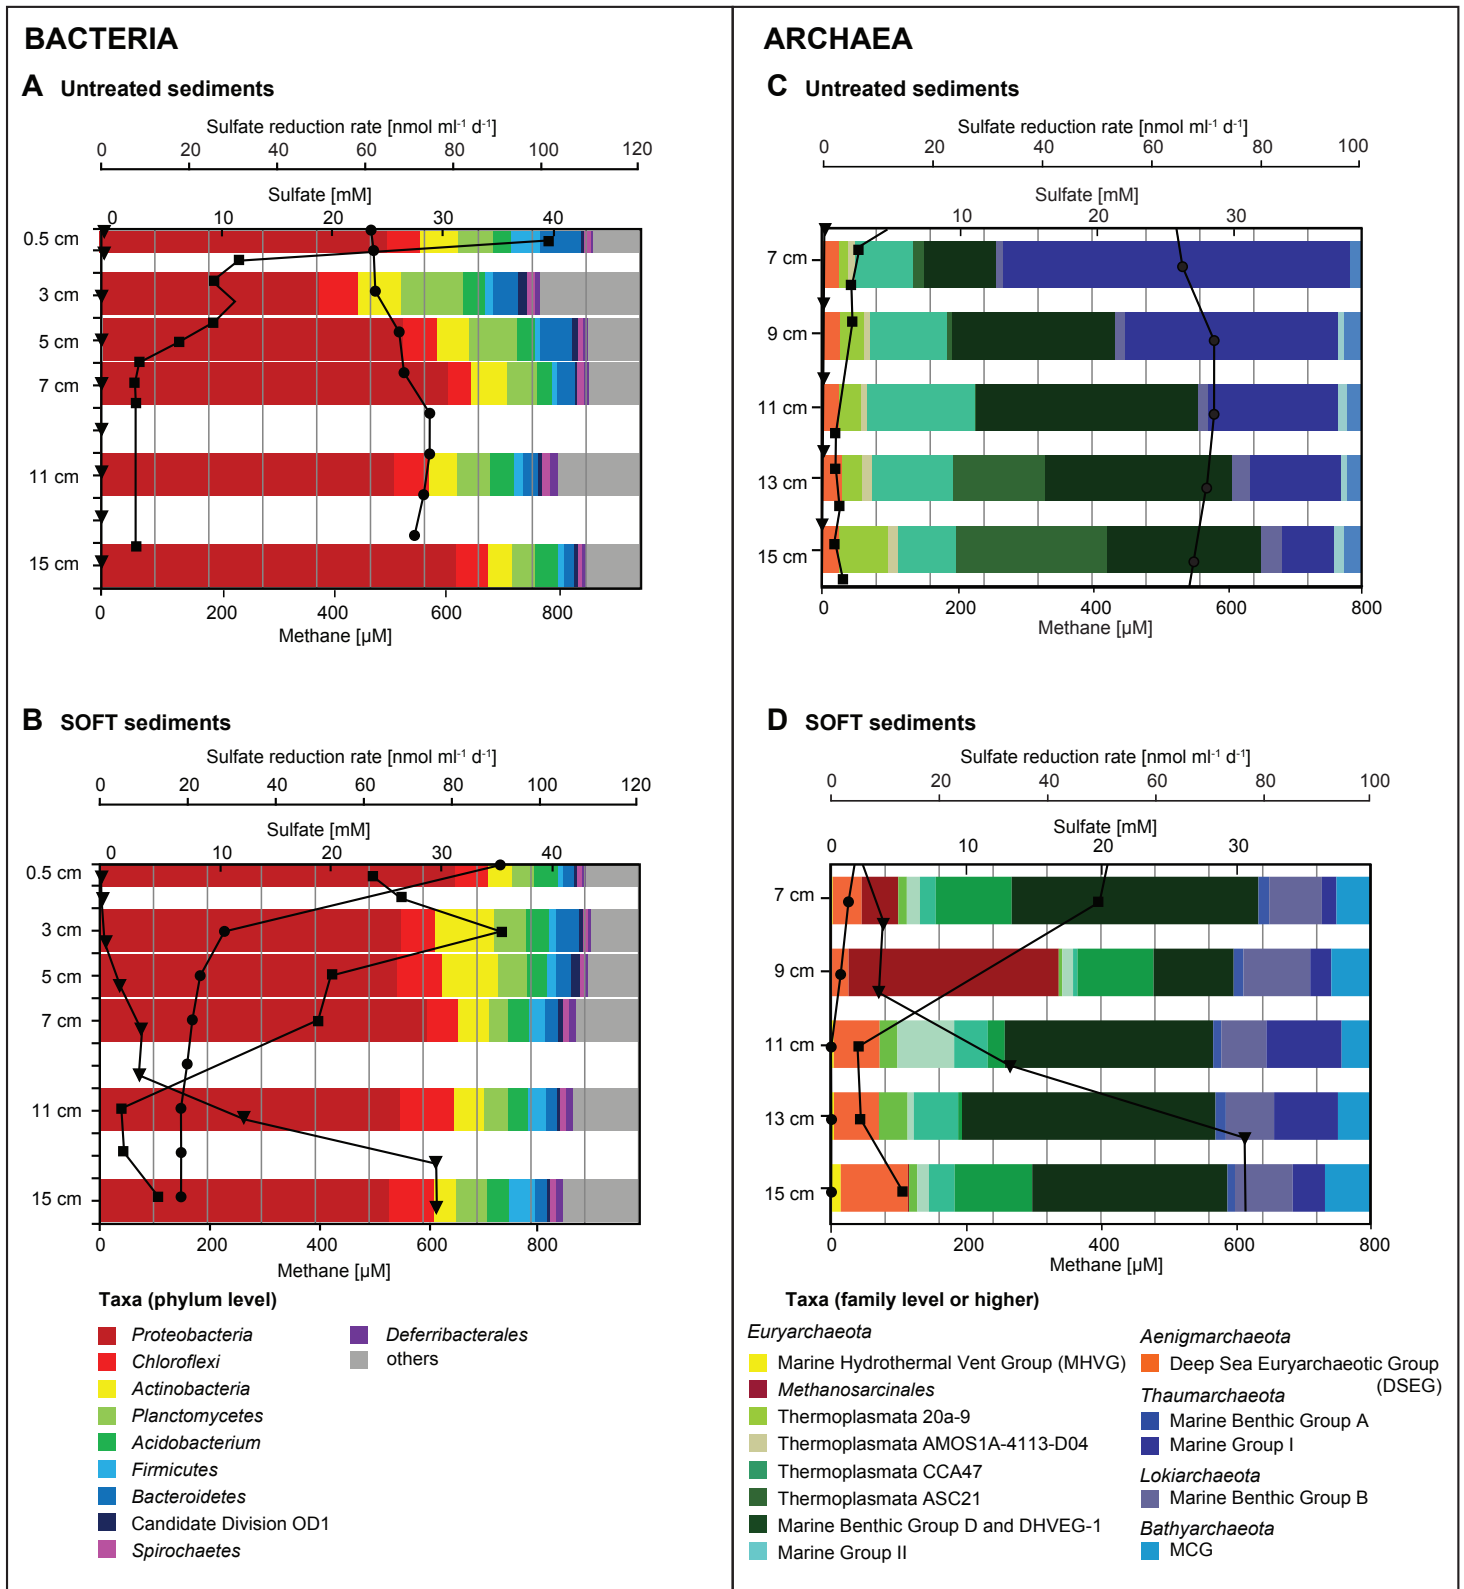 BACTERIA
A Untreated sediments
Sulfate reduction rate [nmol ml⁻¹ d⁻¹]
0 20 40 60 80 100 120
Sulfate [mM]
0 10 20 30 40
0.5 cm
3 cm
5 cm
7 cm
11 cm
15 cm
0 200 400 600 800
Methane [µM]
B SOFT sediments
Sulfate reduction rate [nmol ml⁻¹ d⁻¹]
0 20 40 60 80 100 120
Sulfate [mM]
0 10 20 30 40
0.5 cm
3 cm
5 cm
7 cm
11 cm
15 cm
0 200 400 600 800
Methane [µM]
Taxa (phylum level)
Proteobacteria
Chloroflexi
Actinobacteria
Planctomycetes
Acidobacterium
Firmicutes
Bacteroidetes
Candidate Division OD1
Spirochaetes
Deferribacterales
others
ARCHAEA
C Untreated sediments
Sulfate reduction rate [nmol ml⁻¹ d⁻¹]
0 20 40 60 80 100
Sulfate [mM]
10 20 30
7 cm
9 cm
11 cm
13 cm
15 cm
0 200 400 600 800
Methane [µM]
D SOFT sediments
Sulfate reduction rate [nmol ml⁻¹ d⁻¹]
0 20 40 60 80 100
Sulfate [mM]
0 10 20 30
7 cm
9 cm
11 cm
13 cm
15 cm
0 200 400 600 800
Methane [µM]
Taxa (family level or higher)
Euryarchaeota
Marine Hydrothermal Vent Group (MHVG)
Methanosarcinales
Thermoplasmata 20a-9
Thermoplasmata AMOS1A-4113-D04
Thermoplasmata CCA47
Thermoplasmata ASC21
Marine Benthic Group D and DHVEG-1
Marine Group II
Aenigmarchaeota
Deep Sea Euryarchaeotic Group
(DSEG)
Thaumarchaeota
Marine Benthic Group A
Marine Group I
Lokiarchaeota
Marine Benthic Group B
Bathyarchaeota
MCG